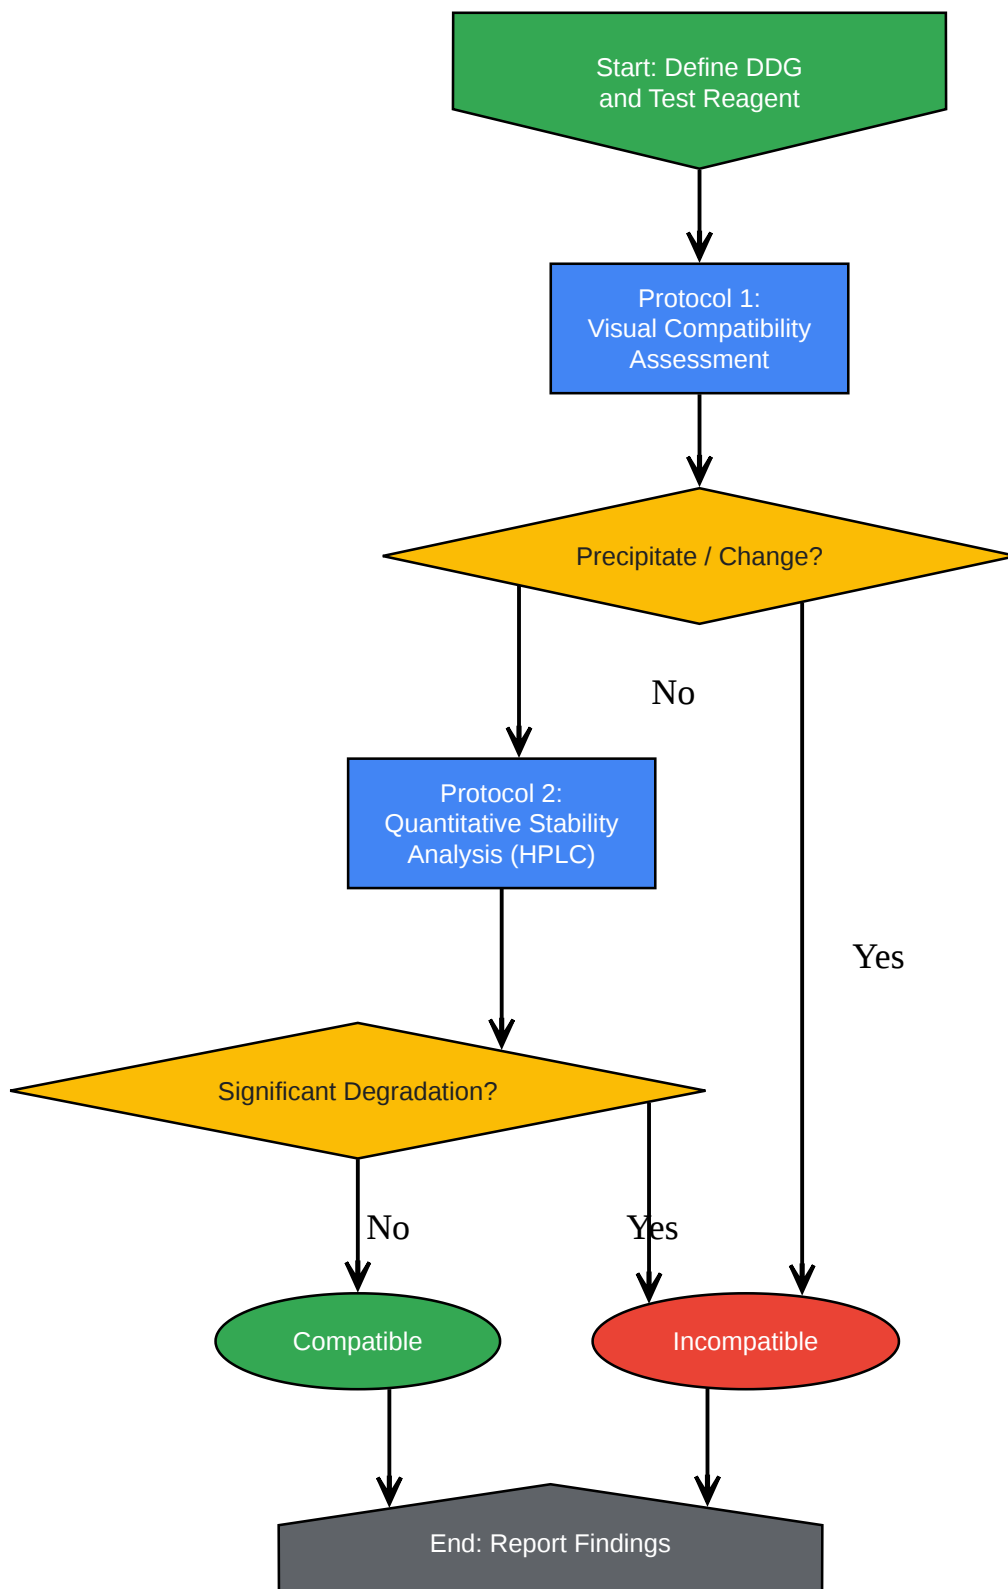 Start: Define DDG
and Test Reagent
Protocol 1:
Visual Compatibility
Assessment
Precipitate / Change?
No
Protocol 2:
Quantitative Stability
Analysis (HPLC)
Yes
Significant Degradation?
No
Yes
Compatible
Incompatible
End: Report Findings